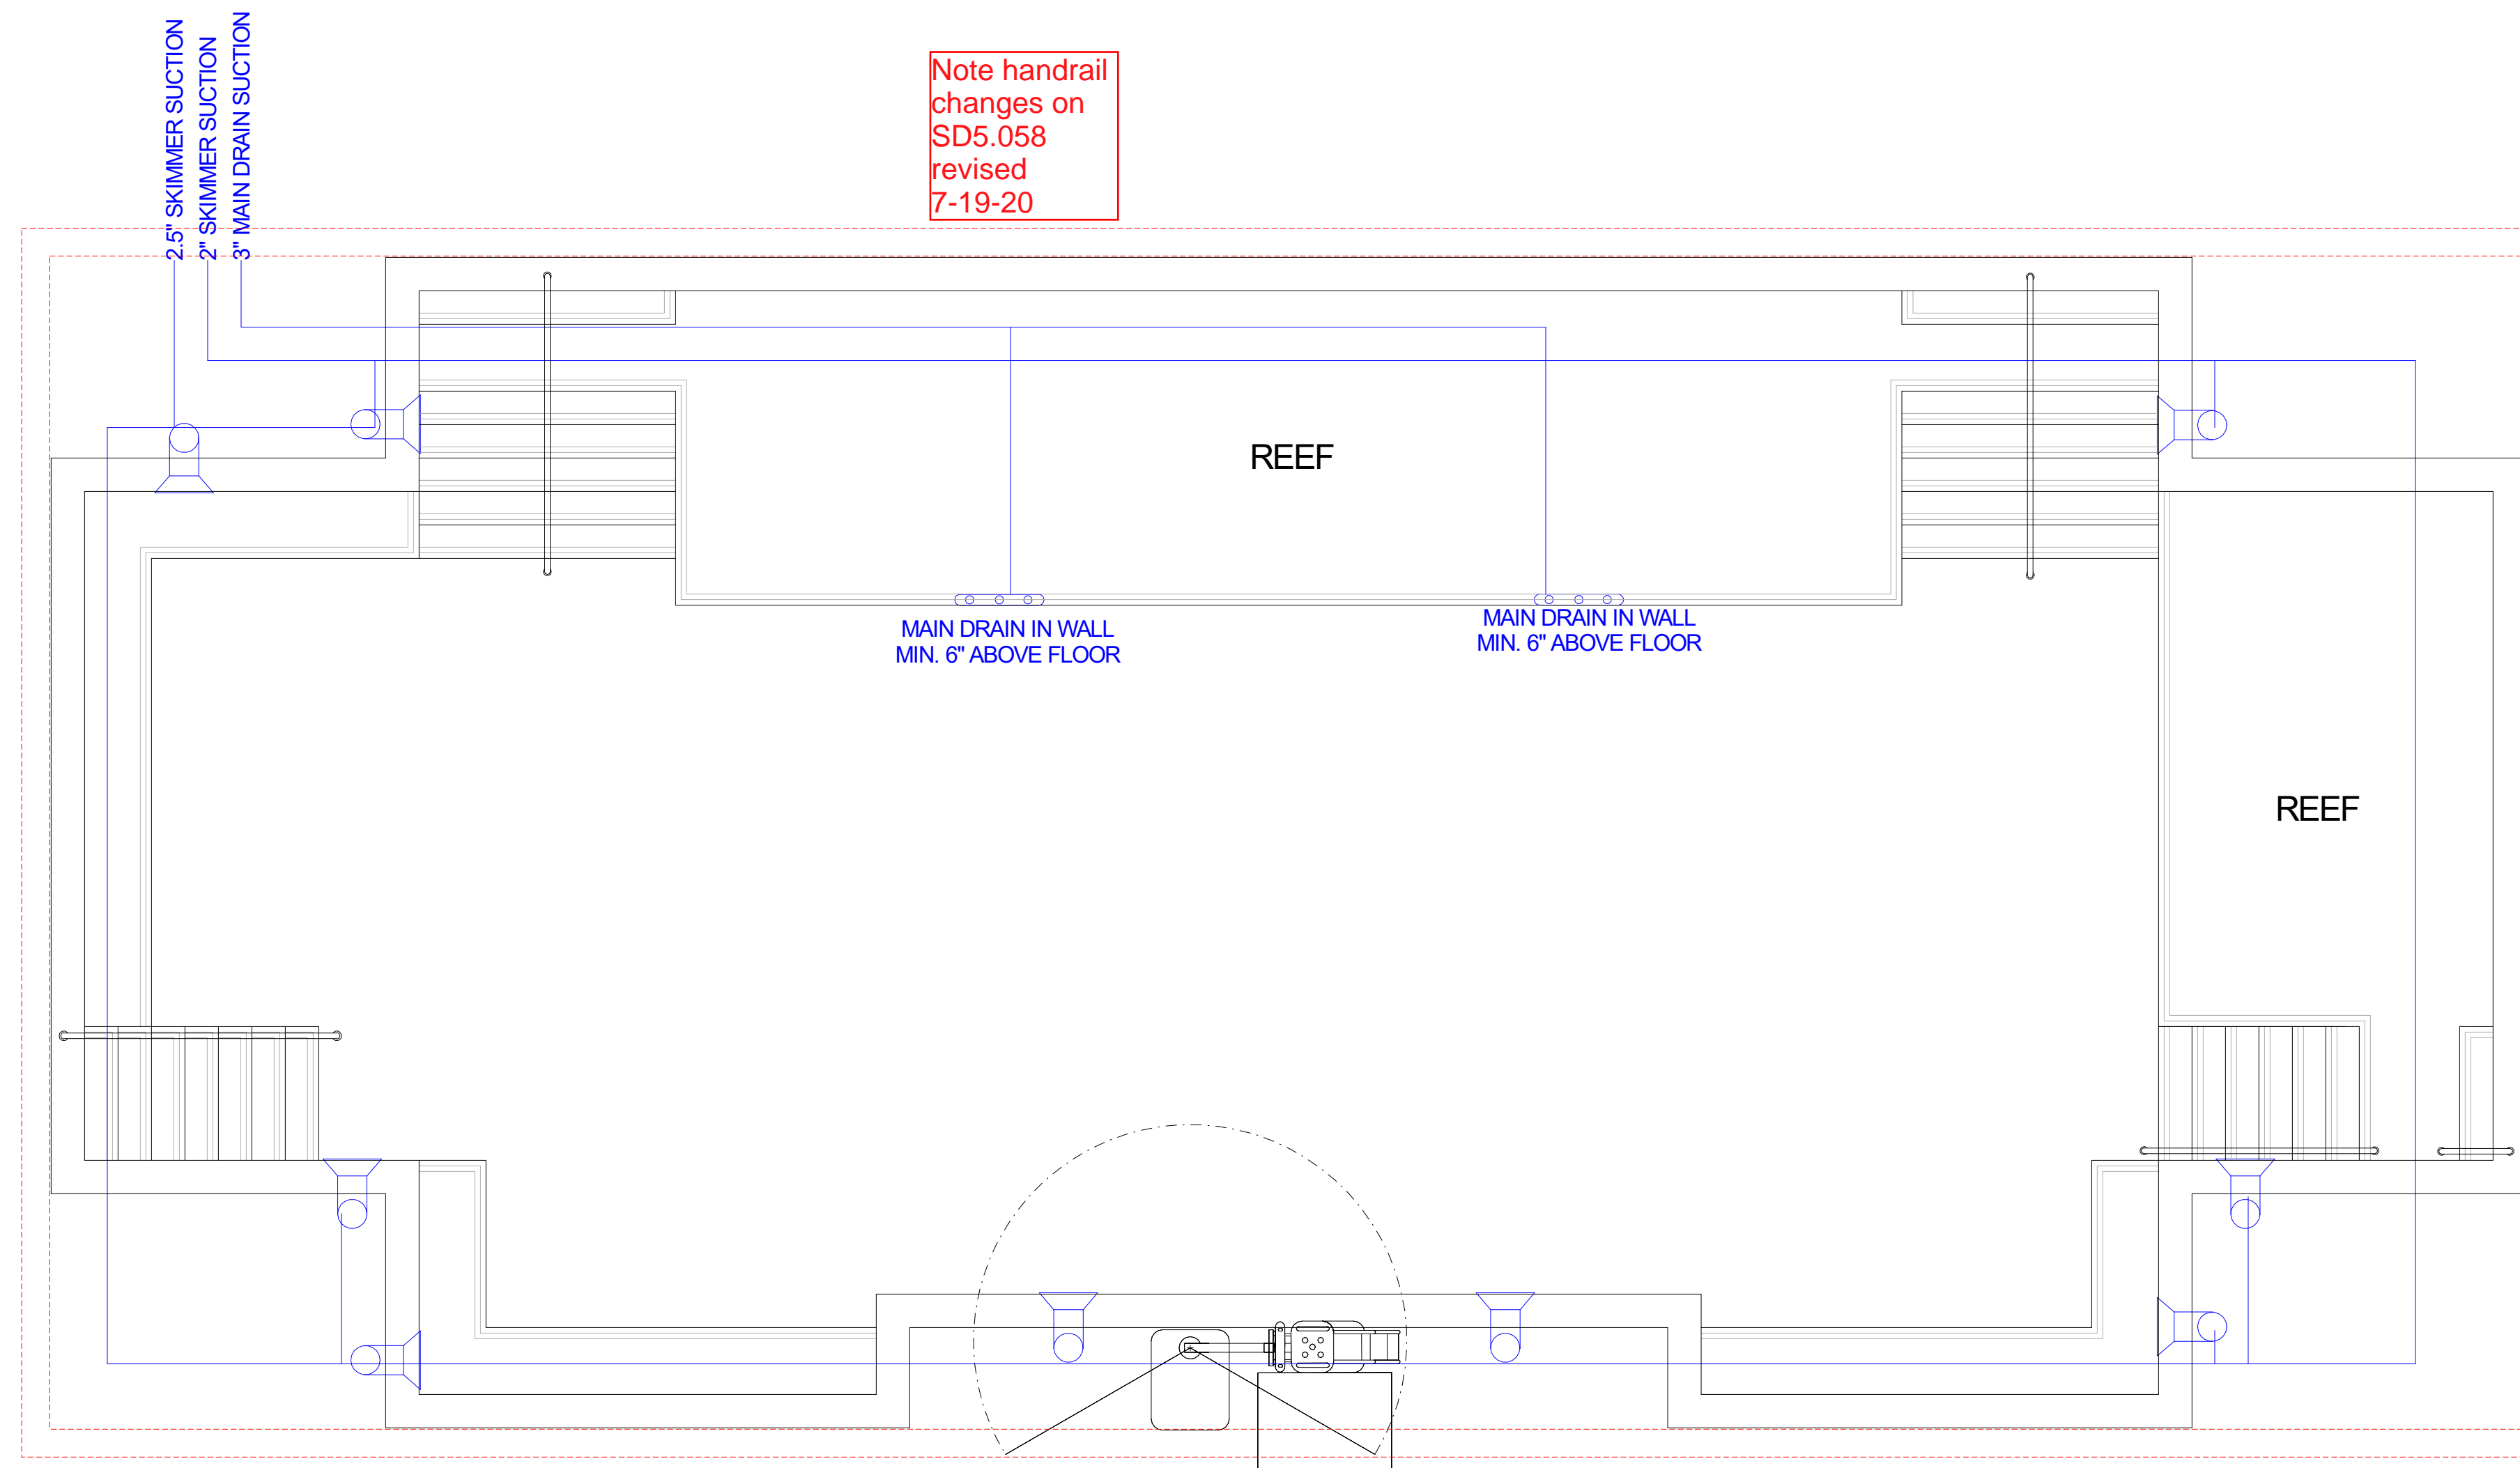 2.5" SKIMMER SUCTION
2" SKIMMER SUCTION
3" MAIN DRAIN SUCTION
Note handrail
changes on
SD5.058
revised
7-19-20
REEF
MAIN DRAIN IN WALL
MIN. 6" ABOVE FLOOR
MAIN DRAIN IN WALL
MIN. 6" ABOVE FLOOR
REEF